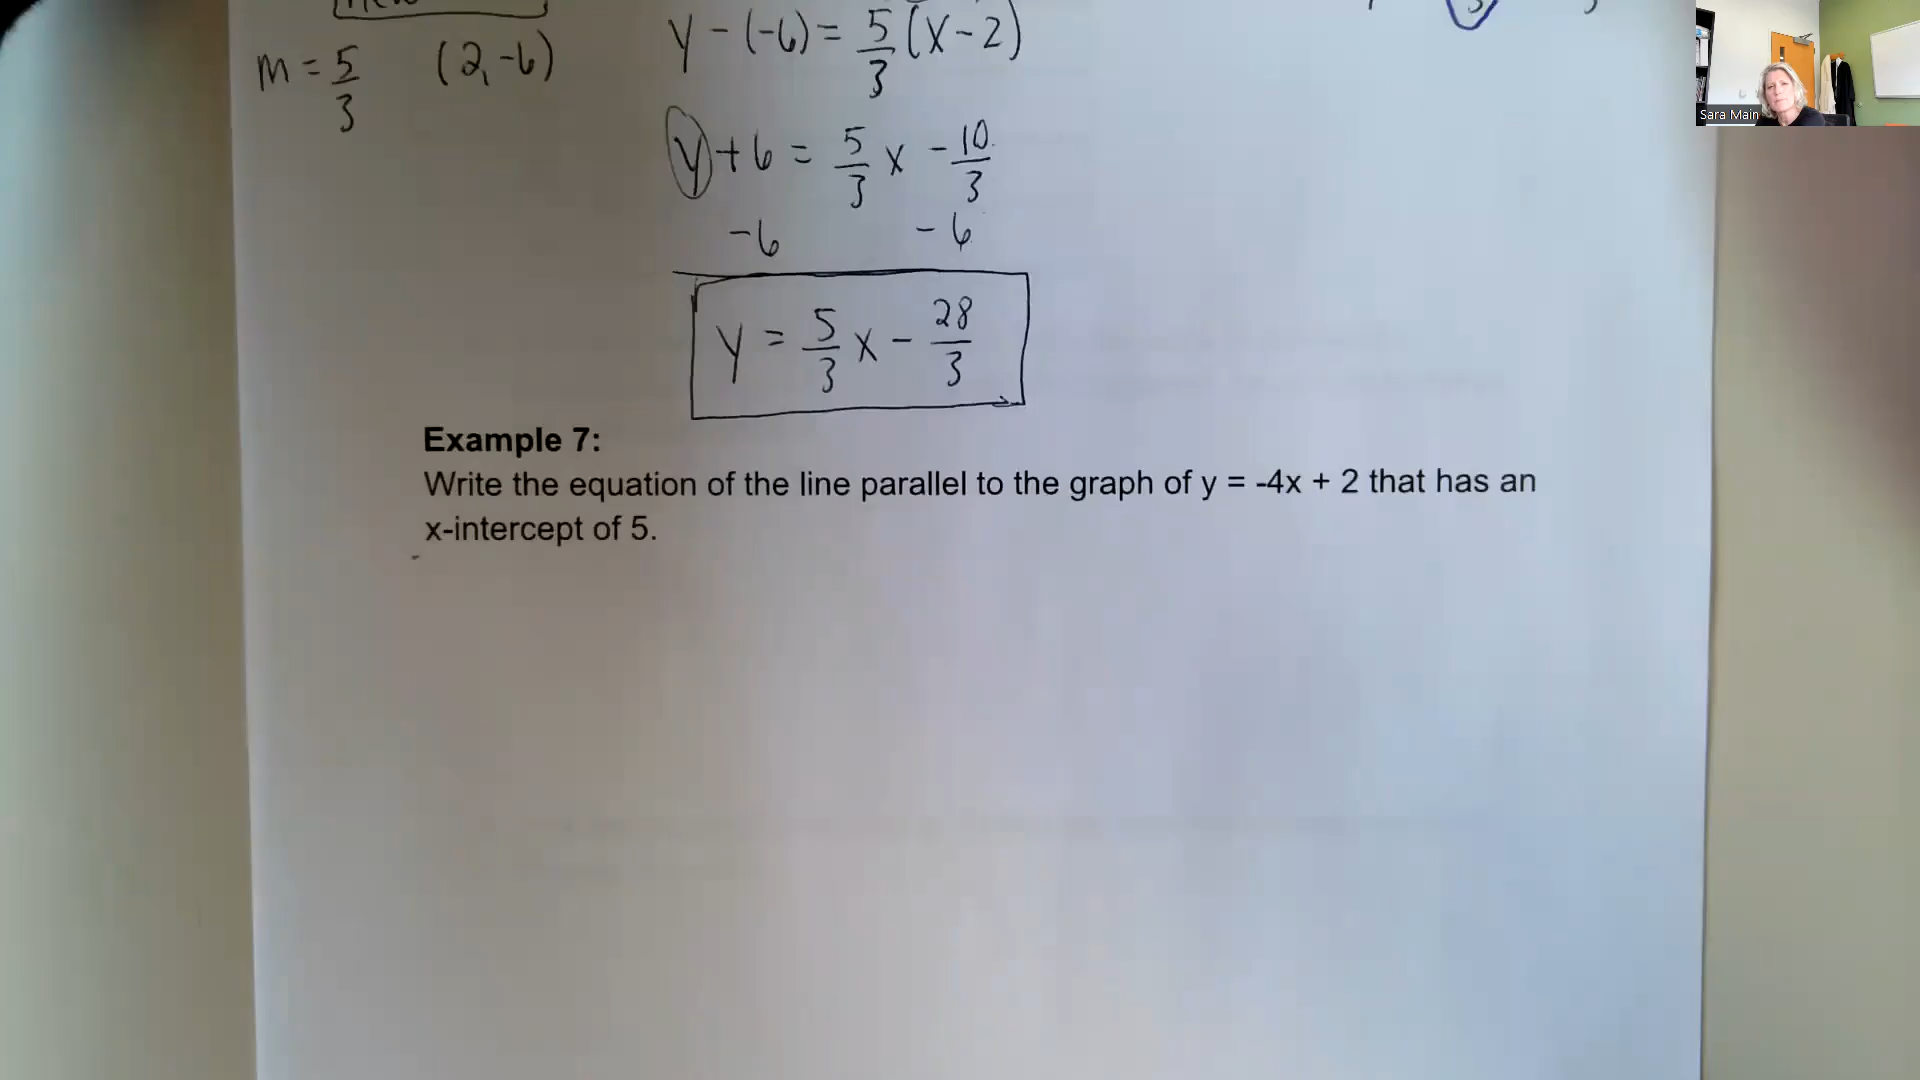 m = 5/3 (2, -6)
y - (-6) = 5/3 (x - 2)
y + 6 = 5/3 x - 10/3
-6 - 6
y = 5/3 x - 28/3
Example 7:
Write the equation of the line parallel to the graph of y = -4x + 2 that has an
x-intercept of 5.
Sara Main